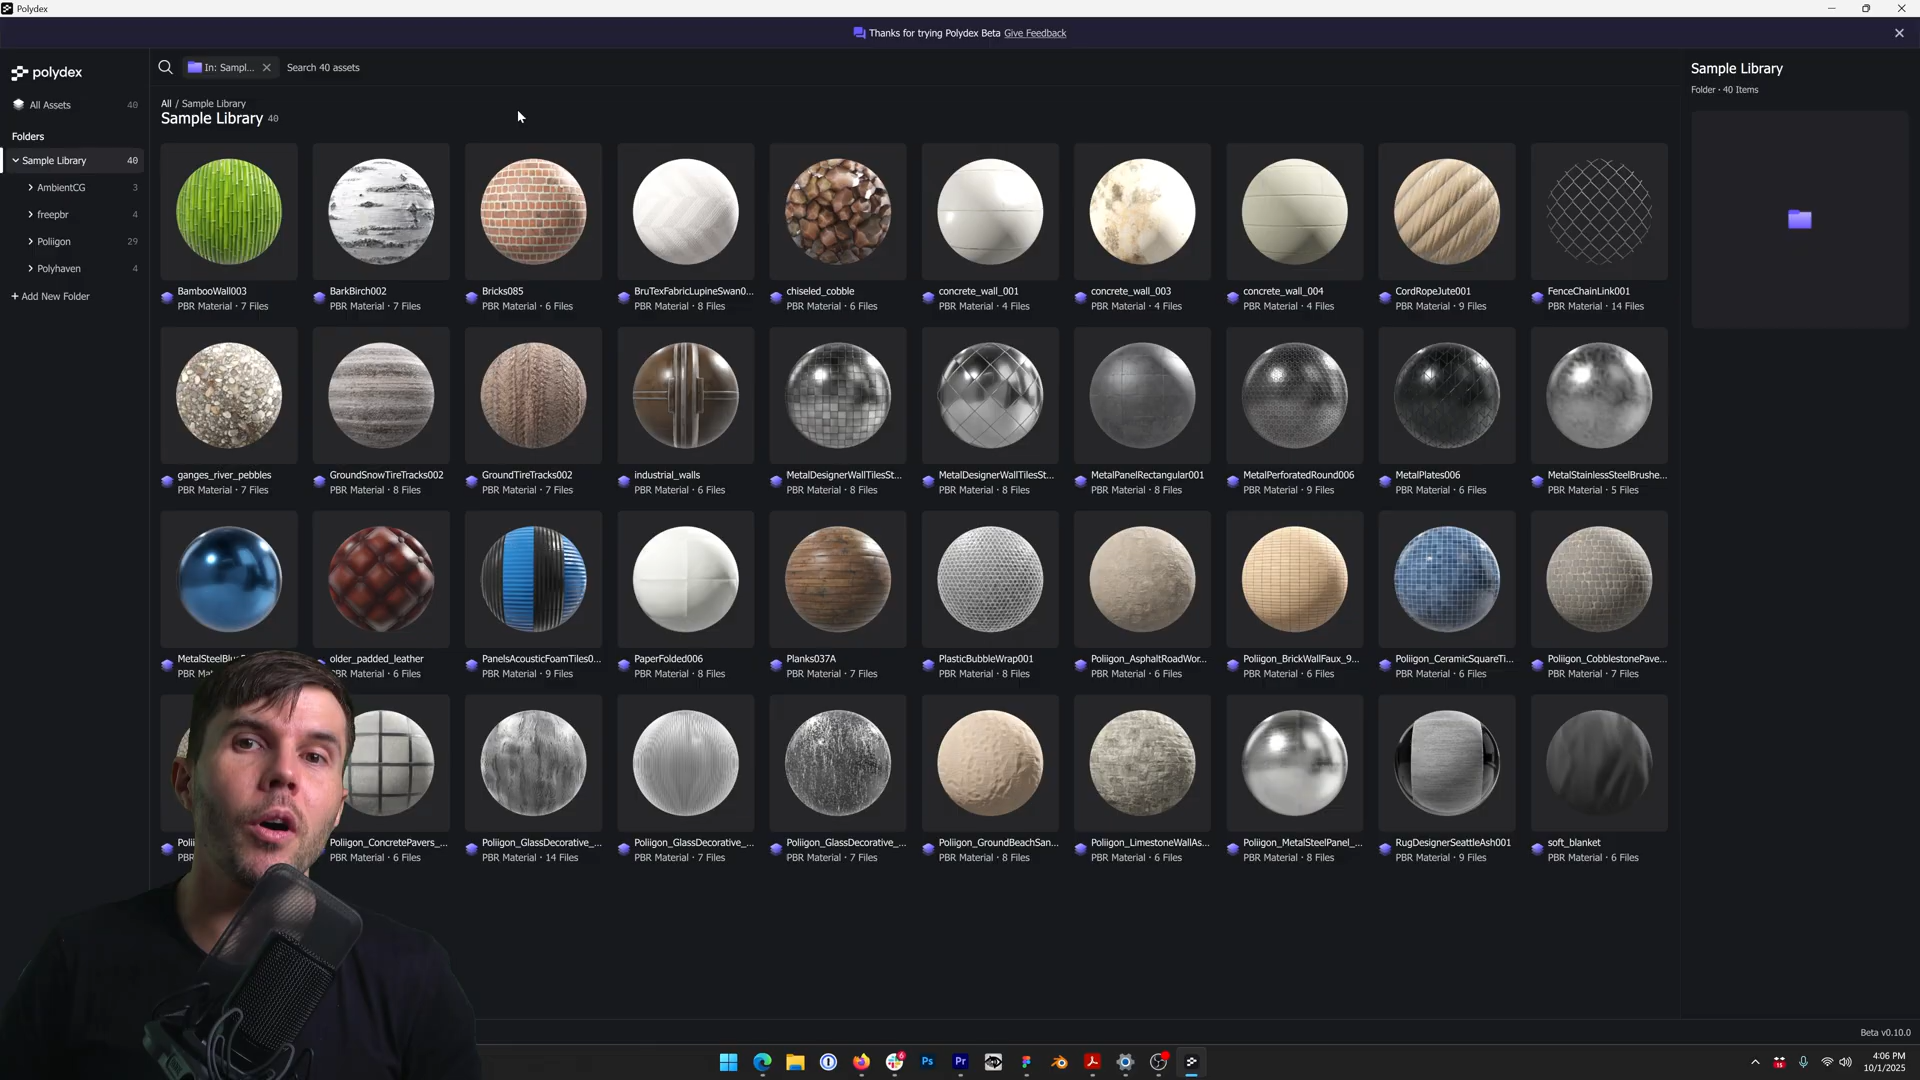 Polydex
Thanks for trying Polydex Beta Give Feedback
polydex
In: Sampl...
Search 40 assets
Sample Library
Folder · 40 Items
All Assets 40
All / Sample Library
Sample Library 40
Folders
Sample Library 40
AmbientCG 3
freepbr 4
Poliigon 29
Polyhaven 4
+ Add New Folder
BambooWall003
PBR Material · 7 Files
BarkBirch002
PBR Material · 7 Files
Bricks085
PBR Material · 6 Files
BruTexFabricLupineSwan0...
PBR Material · 8 Files
chiseled_cobble
PBR Material · 6 Files
concrete_wall_001
PBR Material · 4 Files
concrete_wall_003
PBR Material · 4 Files
concrete_wall_004
PBR Material · 4 Files
CordRopeJute001
PBR Material · 9 Files
FenceChainLink001
PBR Material · 14 Files
ganges_river_pebbles
PBR Material · 7 Files
GroundSnowTireTracks002
PBR Material · 8 Files
GroundTireTracks002
PBR Material · 7 Files
industrial_walls
PBR Material · 6 Files
MetalDesignerWallTilesSt...
PBR Material · 8 Files
MetalDesignerWallTilesSt...
PBR Material · 8 Files
MetalPanelRectangular001
PBR Material · 8 Files
MetalPerforatedRound006
PBR Material · 9 Files
MetalPlates006
PBR Material · 6 Files
MetalStainlessSteelBrushe...
PBR Material · 5 Files
PBR
older_padded_leather
PBR Material · 6 Files
PanelsAcousticFoamTiles0...
PBR Material · 9 Files
PaperFolded006
PBR Material · 8 Files
Planks037A
PBR Material · 7 Files
PlasticBubbleWrap001
PBR Material · 8 Files
Poliigon_AsphaltRoadWor...
PBR Material · 6 Files
Poliigon_BrickWallFaux_9...
PBR Material · 6 Files
Poliigon_CeramicSquareTi...
PBR Material · 6 Files
Poliigon_CobblestonePave...
PBR Material · 7 Files
PBR
Poliigon_ConcretePavers_...
PBR Material · 6 Files
Poliigon_GlassDecorative_...
PBR Material · 14 Files
Poliigon_GlassDecorative_...
PBR Material · 7 Files
Poliigon_GlassDecorative_...
PBR Material · 7 Files
Poliigon_GroundBeachSan...
PBR Material · 8 Files
Poliigon_LimestoneWallAs...
PBR Material · 6 Files
Poliigon_MetalSteelPanel_...
PBR Material · 8 Files
RugDesignerSeattleAsh001
PBR Material · 9 Files
soft_blanket
PBR Material · 6 Files
Beta v0.10.0
Ps
Pr
4:06 PM
10/1/2025